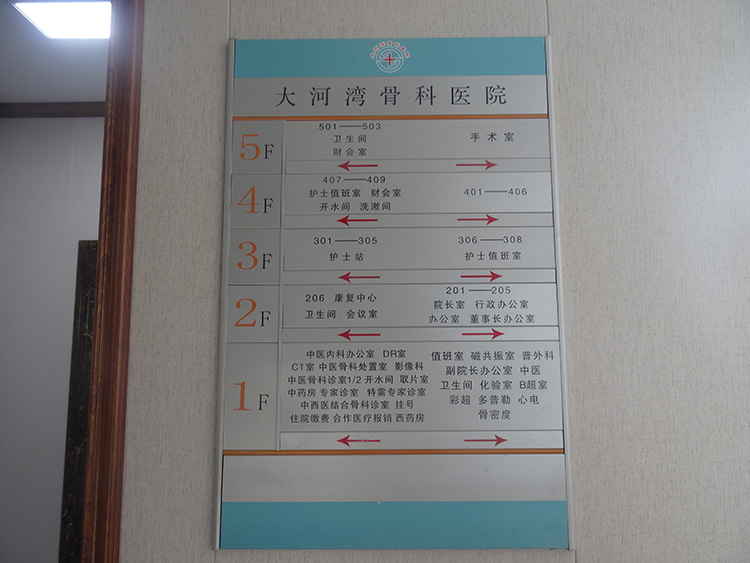 大河湾骨科医院
5F
501——503
卫生间
财会室
手术室
4F
407——409
护士值班室 财会室
开水间 洗漱间
401——406
3F
301——305
护士站
306——308
护士值班室
2F
206 康复中心
卫生间 会议室
201——205
院长室 行政办公室
办公室 董事长办公室
1F
中医内科办公室 DR室
CT室 中医骨科处置室 影像科
中医骨科诊室1/2 开水间 取片室
中药房 专家诊室 特需专家诊室
中西医结合骨科诊室 挂号
住院缴费 合作医疗报销 西药房
值班室 磁共振室 普外科
副院长办公室 中医
卫生间 化验室 B超室
彩超 多普勒 心电
骨密度